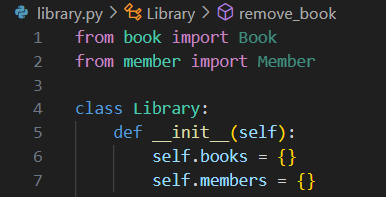 library.py > Library > remove_book
1 from book import Book
2 from member import Member
3
4 class Library:
5     def __init__(self):
6         self.books = {}
7         self.members = {}